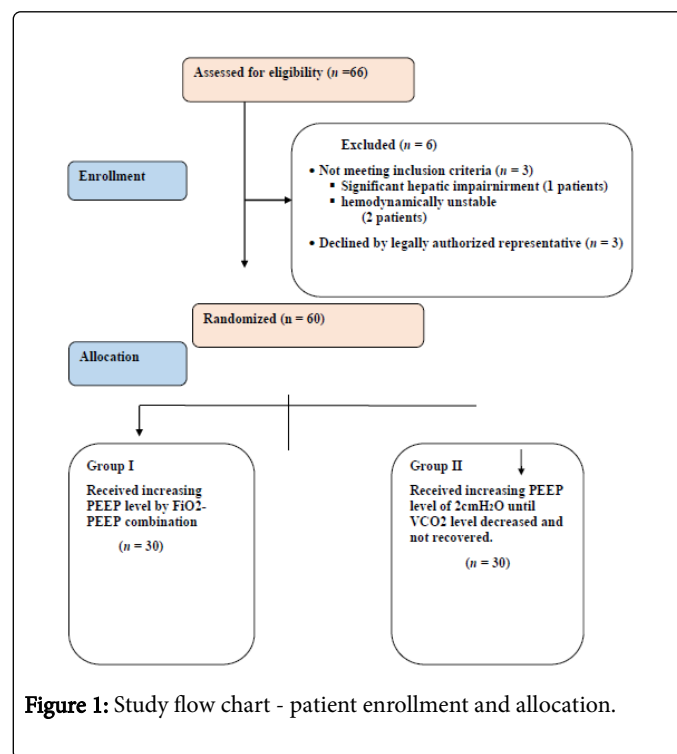 Assessed for eligibility (n =66)
Excluded (n = 6)
Enrollment
• Not meeting inclusion criteria (n = 3)
▪ Significant hepatic impairnirment (1 patients)
▪ hemodynamically unstable
(2 patients)
• Declined by legally authorized representative (n = 3)
Randomized (n = 60)
Allocation
Group I
Received increasing
PEEP level by FiO2-
PEEP combination
(n = 30)
Group II
Received increasing PEEP
level of 2cmH₂O until
VCO2 level decreased and
not recovered.
(n = 30)
Figure 1: Study flow chart - patient enrollment and allocation.